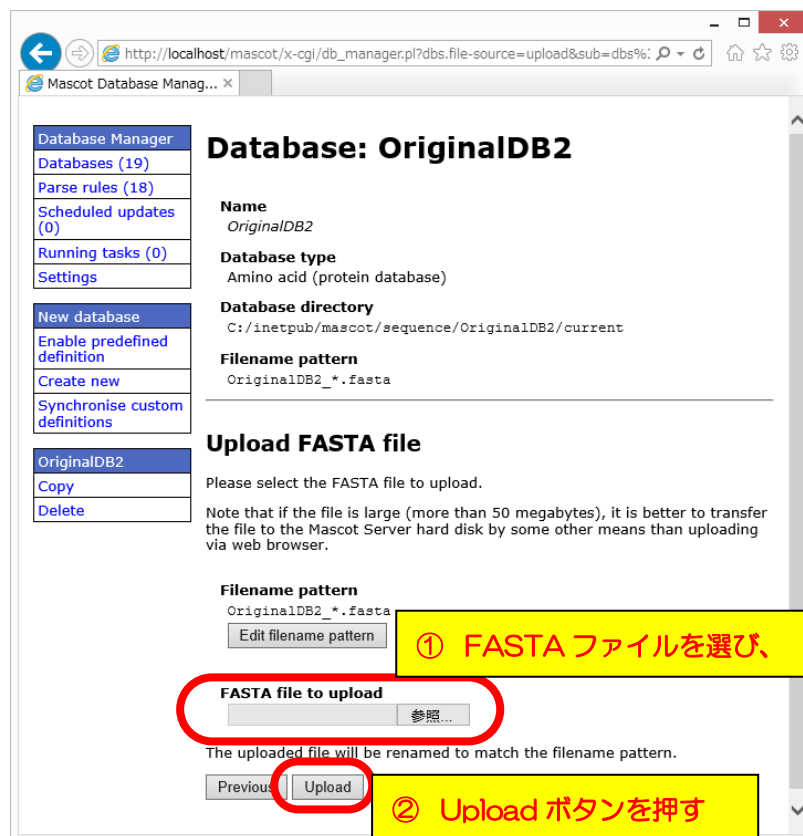 http://localhost/mascot/x-cgi/db_manager.pl?dbs.file-source=upload&sub=dbs%:
Mascot Database Manag...
Database Manager
Databases (19)
Parse rules (18)
Scheduled updates
(0)
Running tasks (0)
Settings
New database
Enable predefined
definition
Create new
Synchronise custom
definitions
OriginalDB2
Copy
Delete
Database: OriginalDB2
Name
OriginalDB2
Database type
Amino acid (protein database)
Database directory
C:/inetpub/mascot/sequence/OriginalDB2/current
Filename pattern
OriginalDB2_*.fasta
Upload FASTA file
Please select the FASTA file to upload.
Note that if the file is large (more than 50 megabytes), it is better to transfer
the file to the Mascot Server hard disk by some other means than uploading
via web browser.
Filename pattern
OriginalDB2_*.fasta
Edit filename pattern
① FASTA ファイルを選び、
FASTA file to upload
参照...
The uploaded file will be renamed to match the filename pattern.
Previous
Upload
② Upload ボタンを押す